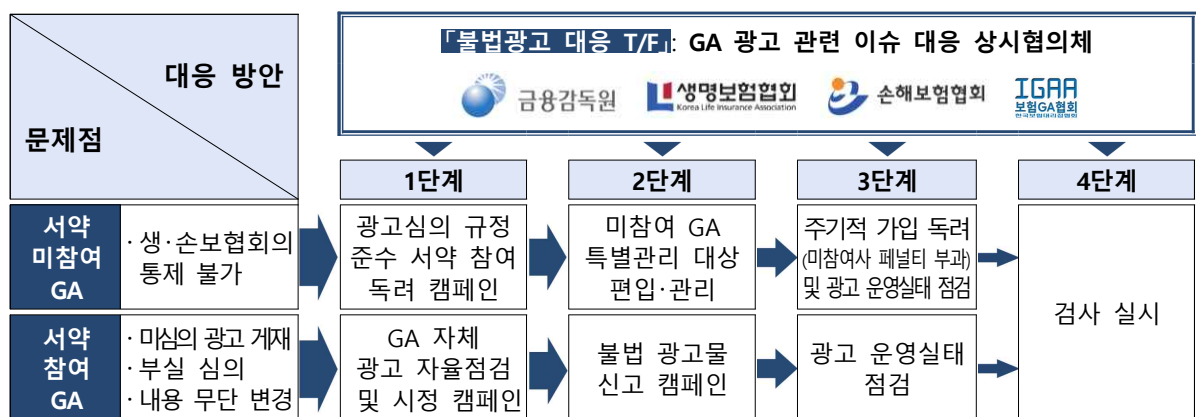 대응 방안
문제점
「불법광고 대응 T/F」: GA 광고 관련 이슈 대응 상시협의체
금융감독원
생명보험협회
Korea Life Insurance Association
손해보험협회
IGAA
보험GA협회
한국보험대리점협회
1단계
2단계
3단계
4단계
서약
미참여
GA
· 생·손보협회의
통제 불가
광고심의 규정
준수 서약 참여
독려 캠페인
미참여 GA
특별관리 대상
편입·관리
주기적 가입 독려
(미참여사 페널티 부과)
및 광고 운영실태 점검
검사 실시
서약
참여
GA
· 미심의 광고 게재
· 부실 심의
· 내용 무단 변경
GA 자체
광고 자율점검
및 시정 캠페인
불법 광고물
신고 캠페인
광고 운영실태
점검